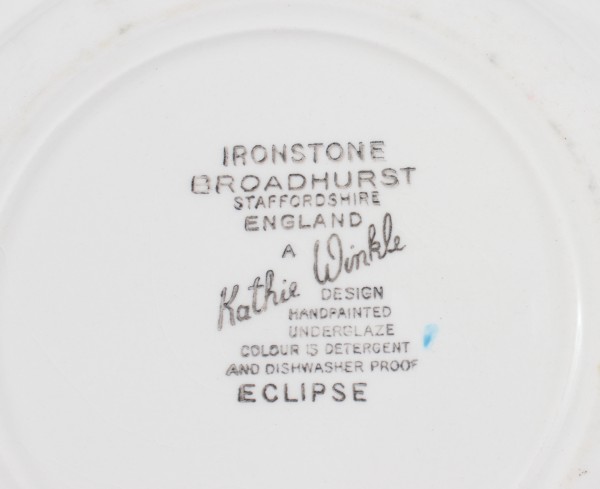 IRONSTONE
BROADHURST
STAFFORDSHIRE
ENGLAND
A
Kathie Winkle
DESIGN
HANDPAINTED
UNDERGLAZE
COLOUR IS DETERGENT
AND DISHWASHER PROOF
ECLIPSE